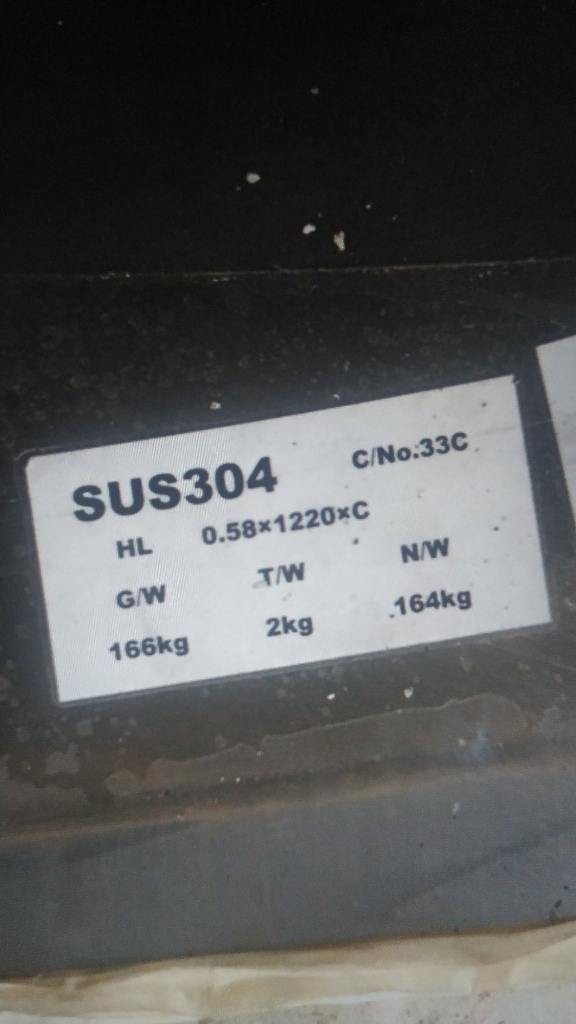 SUS304 C/No.33C
HL 0.58×1220×C
G/W T/W N/W
166kg 2kg 164kg